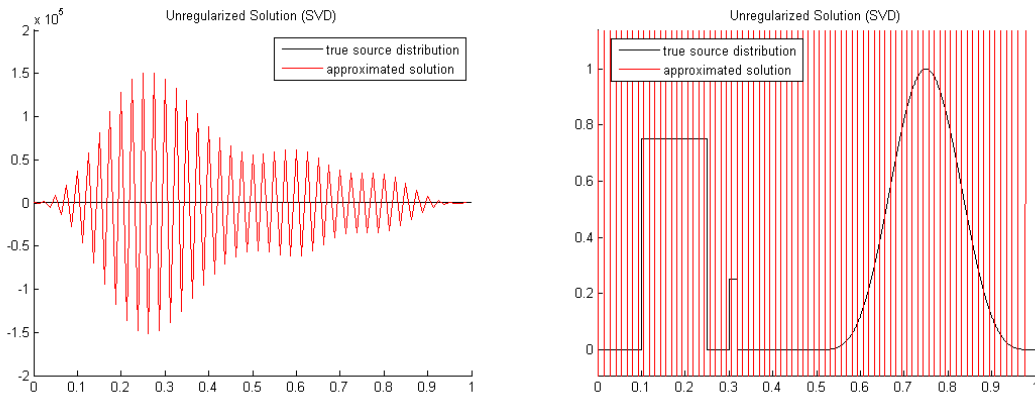 Unregularized Solution (SVD)
x 10^5
2
1.5
1
0.5
0
-0.5
-1
-1.5
-2
0 0.1 0.2 0.3 0.4 0.5 0.6 0.7 0.8 0.9 1
true source distribution
approximated solution
Unregularized Solution (SVD)
true source distribution
approximated solution
1
0.8
0.6
0.4
0.2
0
0 0.1 0.2 0.3 0.4 0.5 0.6 0.7 0.8 0.9 1